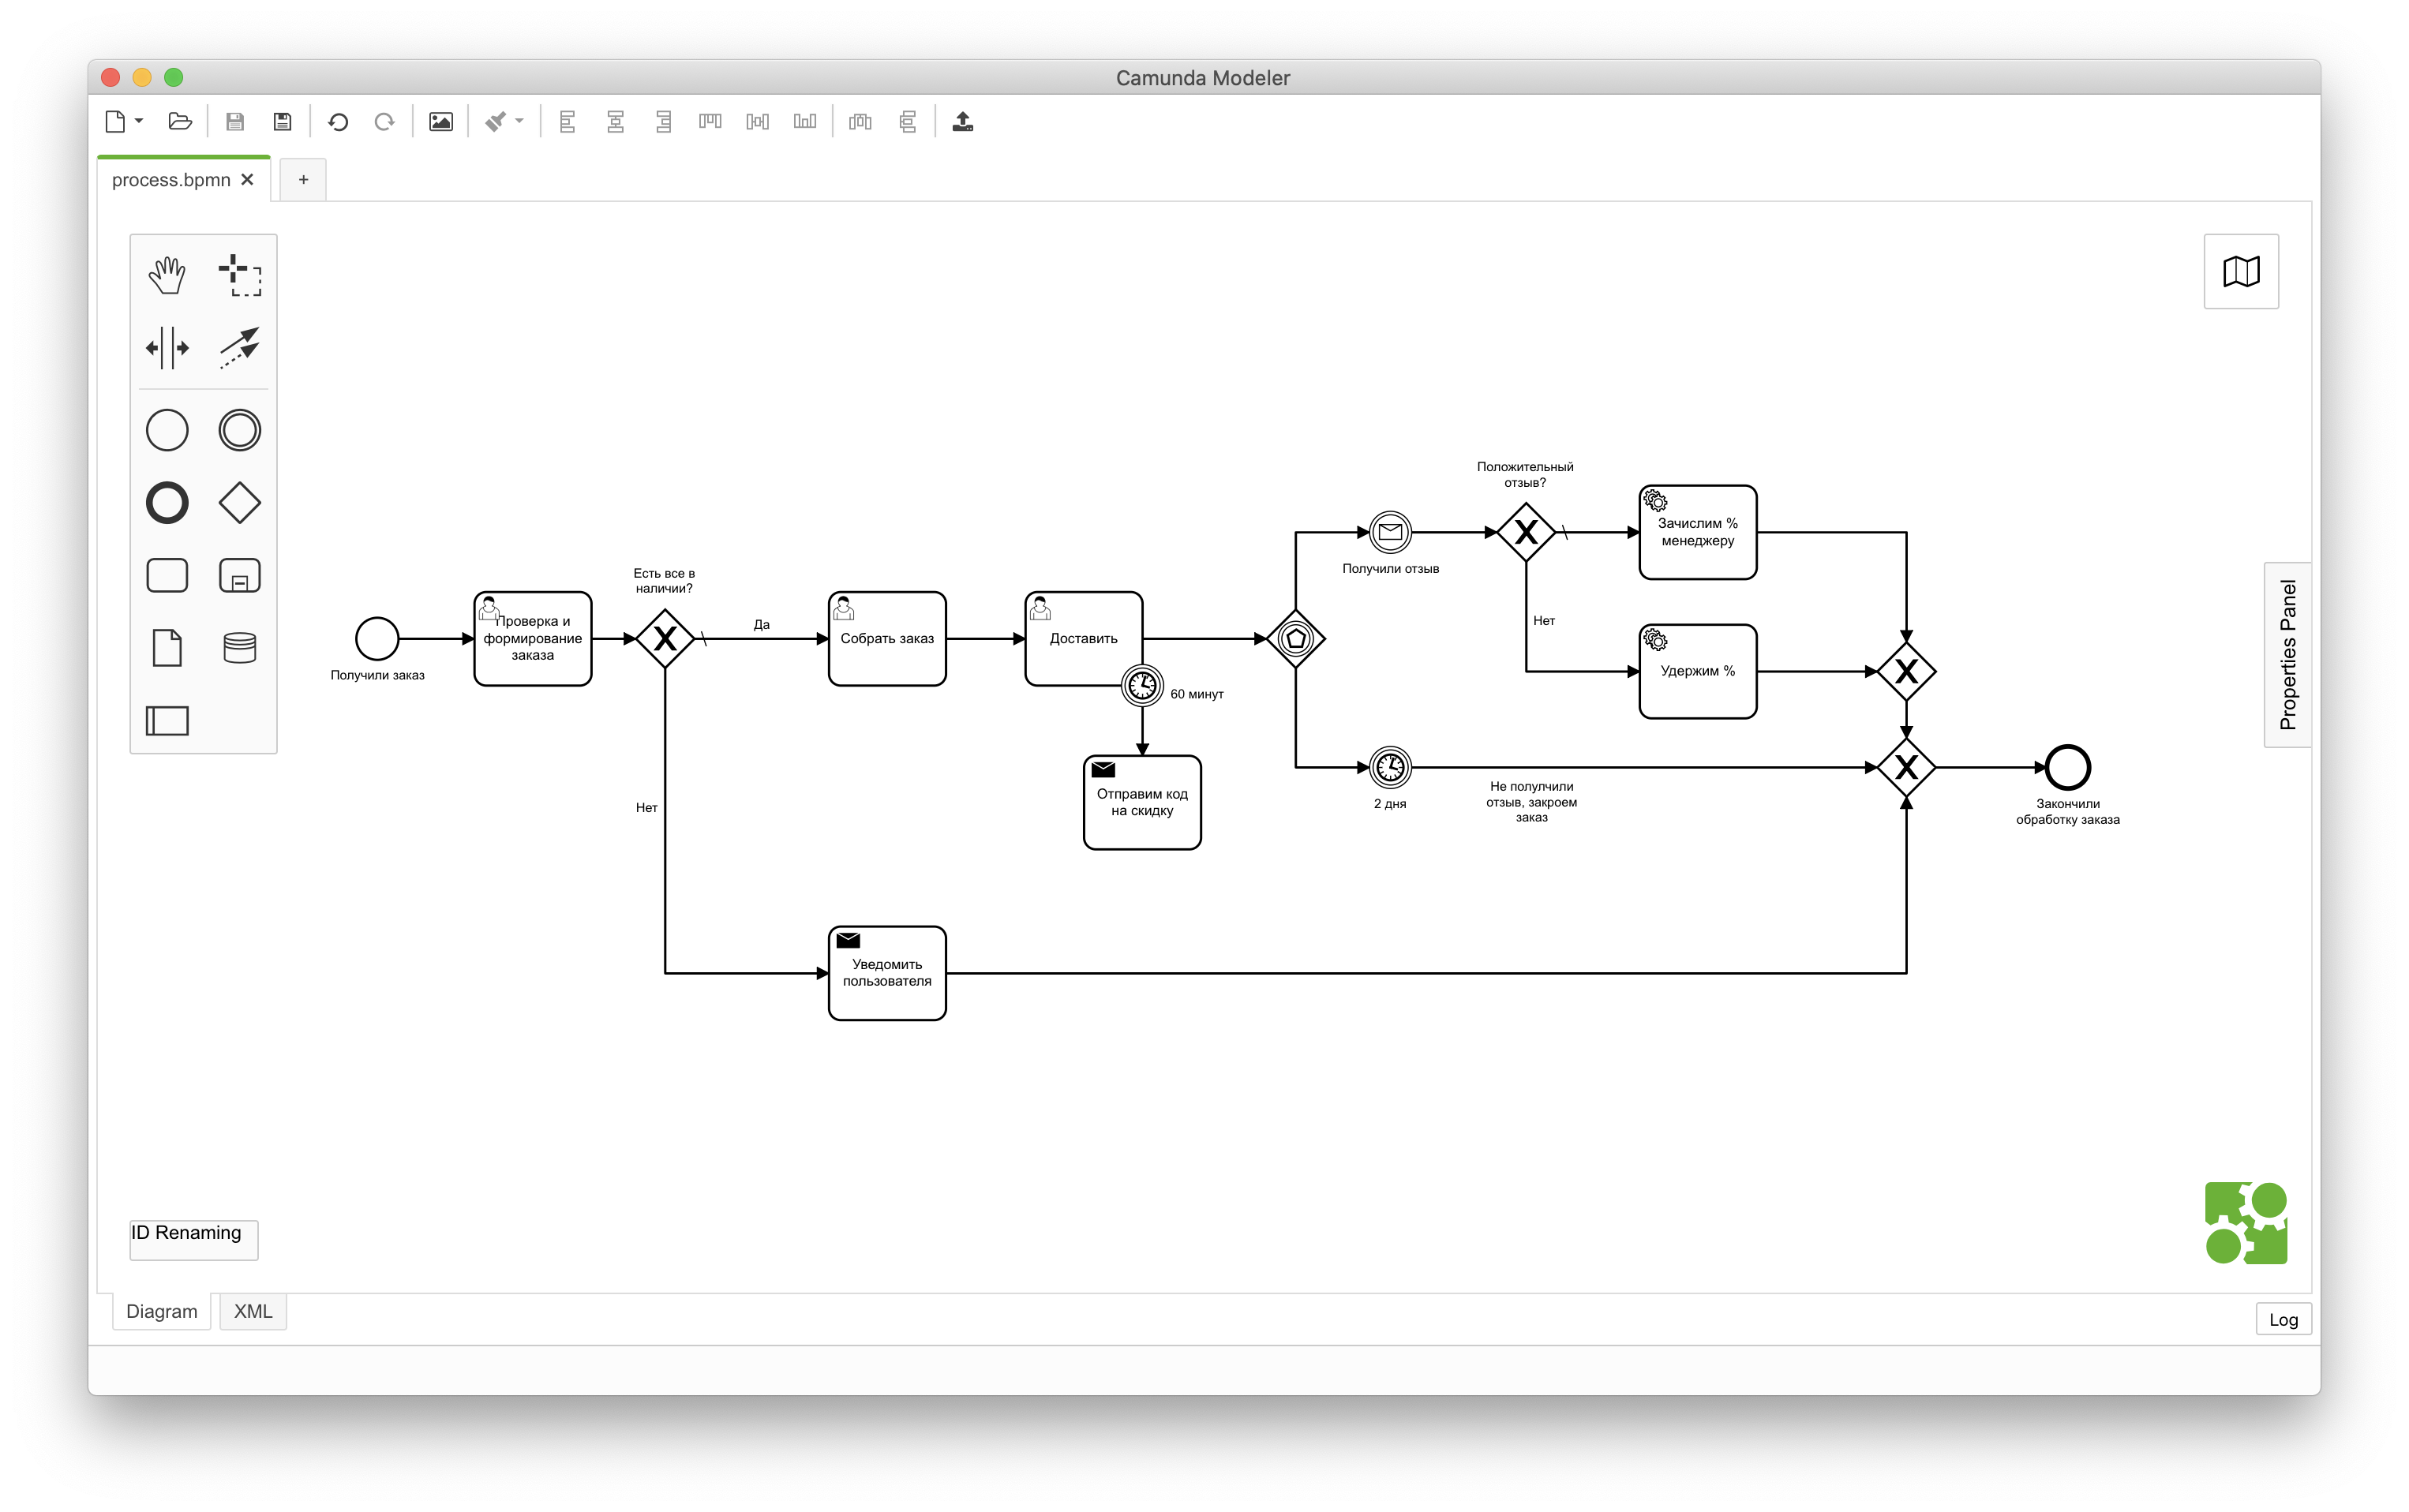 Camunda Modeler
process.bpmn
+
Положительный
отзыв?
Зачислим %
менеджеру
Получили отзыв
Есть все в
наличии?
Проверка и
формирование
заказа
Да
Собрать заказ
Доставить
Нет
Получили заказ
Удержим %
60 минут
Properties Panel
Отправим код
на скидку
Нет
2 дня
Не полулчили
отзыв, закроем
заказ
Закончили
обработку заказа
Уведомить
пользователя
ID Renaming
Diagram
XML
Log